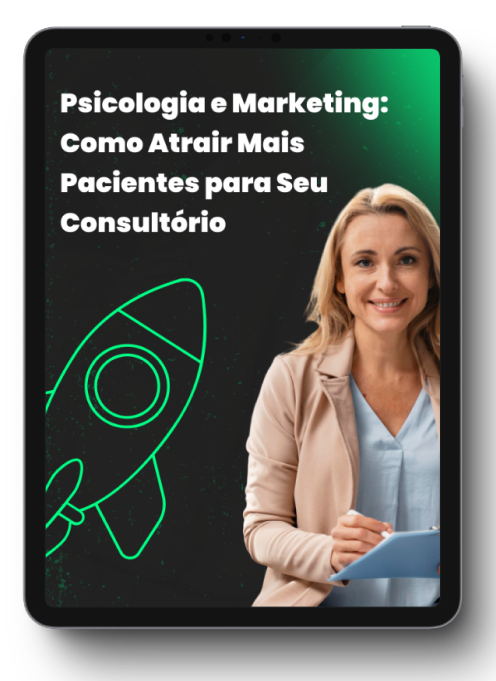 Psicologia e Marketing:
Como Atrair Mais
Pacientes para Seu
Consultório